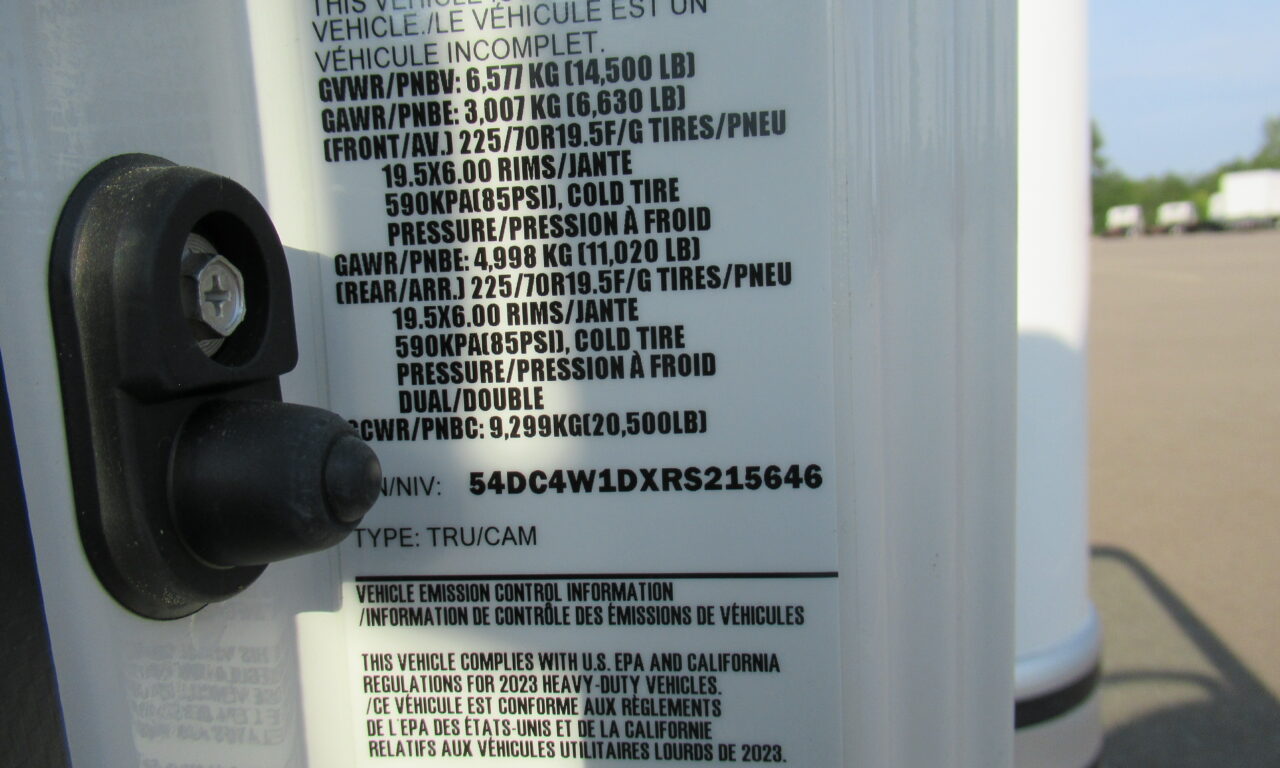 THIS VEHICLE
VEHICLE./LE VÉHICULE EST UN
VÉHICULE INCOMPLET.
GVWR/PNBV: 6,577 KG (14,500 LB)
GAWR/PNBE: 3,007 KG (6,630 LB)
(FRONT/AV.) 225/70R19.5F/G TIRES/PNEU
19.5X6.00 RIMS/JANTE
590KPA(85PSI), COLD TIRE
PRESSURE/PRESSION À FROID
GAWR/PNBE: 4,998 KG (11,020 LB)
(REAR/ARR.) 225/70R19.5F/G TIRES/PNEU
19.5X6.00 RIMS/JANTE
590KPA(85PSI), COLD TIRE
PRESSURE/PRESSION À FROID
DUAL/DOUBLE
GCWR/PNBC: 9,299KG(20,500LB)
N/NIV: 54DC4W1DXRS215646
TYPE: TRU/CAM
VEHICLE EMISSION CONTROL INFORMATION
/INFORMATION DE CONTRÔLE DES ÉMISSIONS DE VÉHICULES
THIS VEHICLE COMPLIES WITH U.S. EPA AND CALIFORNIA
REGULATIONS FOR 2023 HEAVY-DUTY VEHICLES.
/CE VÉHICULE EST CONFORME AUX RÈGLEMENTS
DE L'EPA DES ÉTATS-UNIS ET DE LA CALIFORNIE
RELATIFS AUX VÉHICULES UTILITAIRES LOURDS DE 2023.